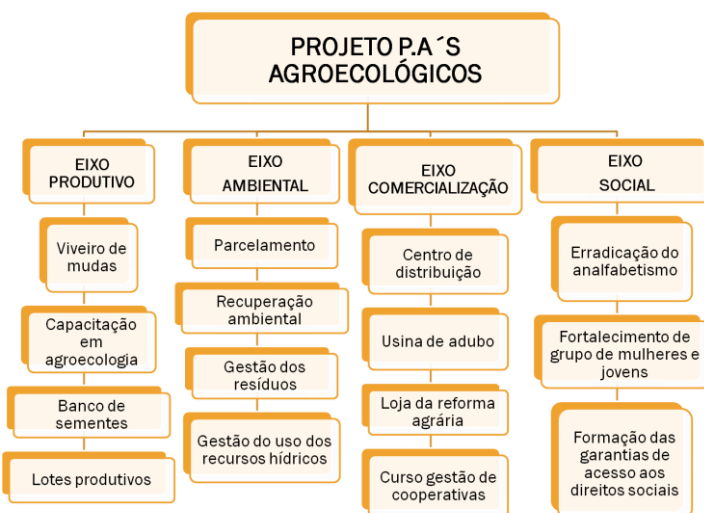 PROJETO P.A´S
AGROECOLÓGICOS
EIXO
PRODUTIVO
Viveiro de
mudas
Capacitação
em
agroecologia
Banco de
sementes
Lotes produtivos
EIXO
AMBIENTAL
Parcelamento
Recuperação
ambiental
Gestão dos
resíduos
Gestão do uso dos
recursos hídricos
EIXO
COMERCIALIZAÇÃO
Centro de
distribuição
Usina de adubo
Loja da reforma
agrária
Curso gestão de
cooperativas
EIXO
SOCIAL
Erradicação do
analfabetismo
Fortalecimento de
grupo de mulheres e
jovens
Formação das
garantias de
acesso aos
direitos sociais